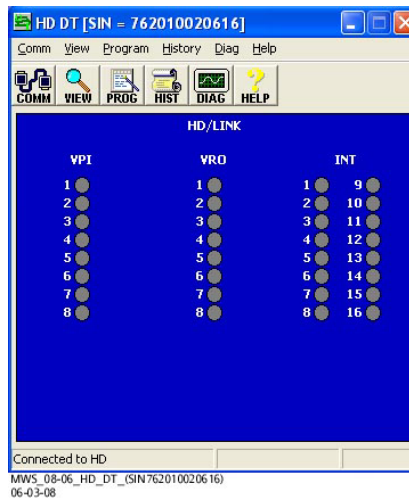 HD DT [SIN = 762010020616]
Comm View Program History Diag Help
COMM VIEW PROG HIST DIAG HELP
HD/LINK
VPI VRO INT
1 1 1 9
2 2 2 10
3 3 3 11
4 4 4 12
5 5 5 13
6 6 6 14
7 7 7 15
8 8 8 16
Connected to HD
MWS_08-06_HD_DT_(SIN762010020616)
06-03-08